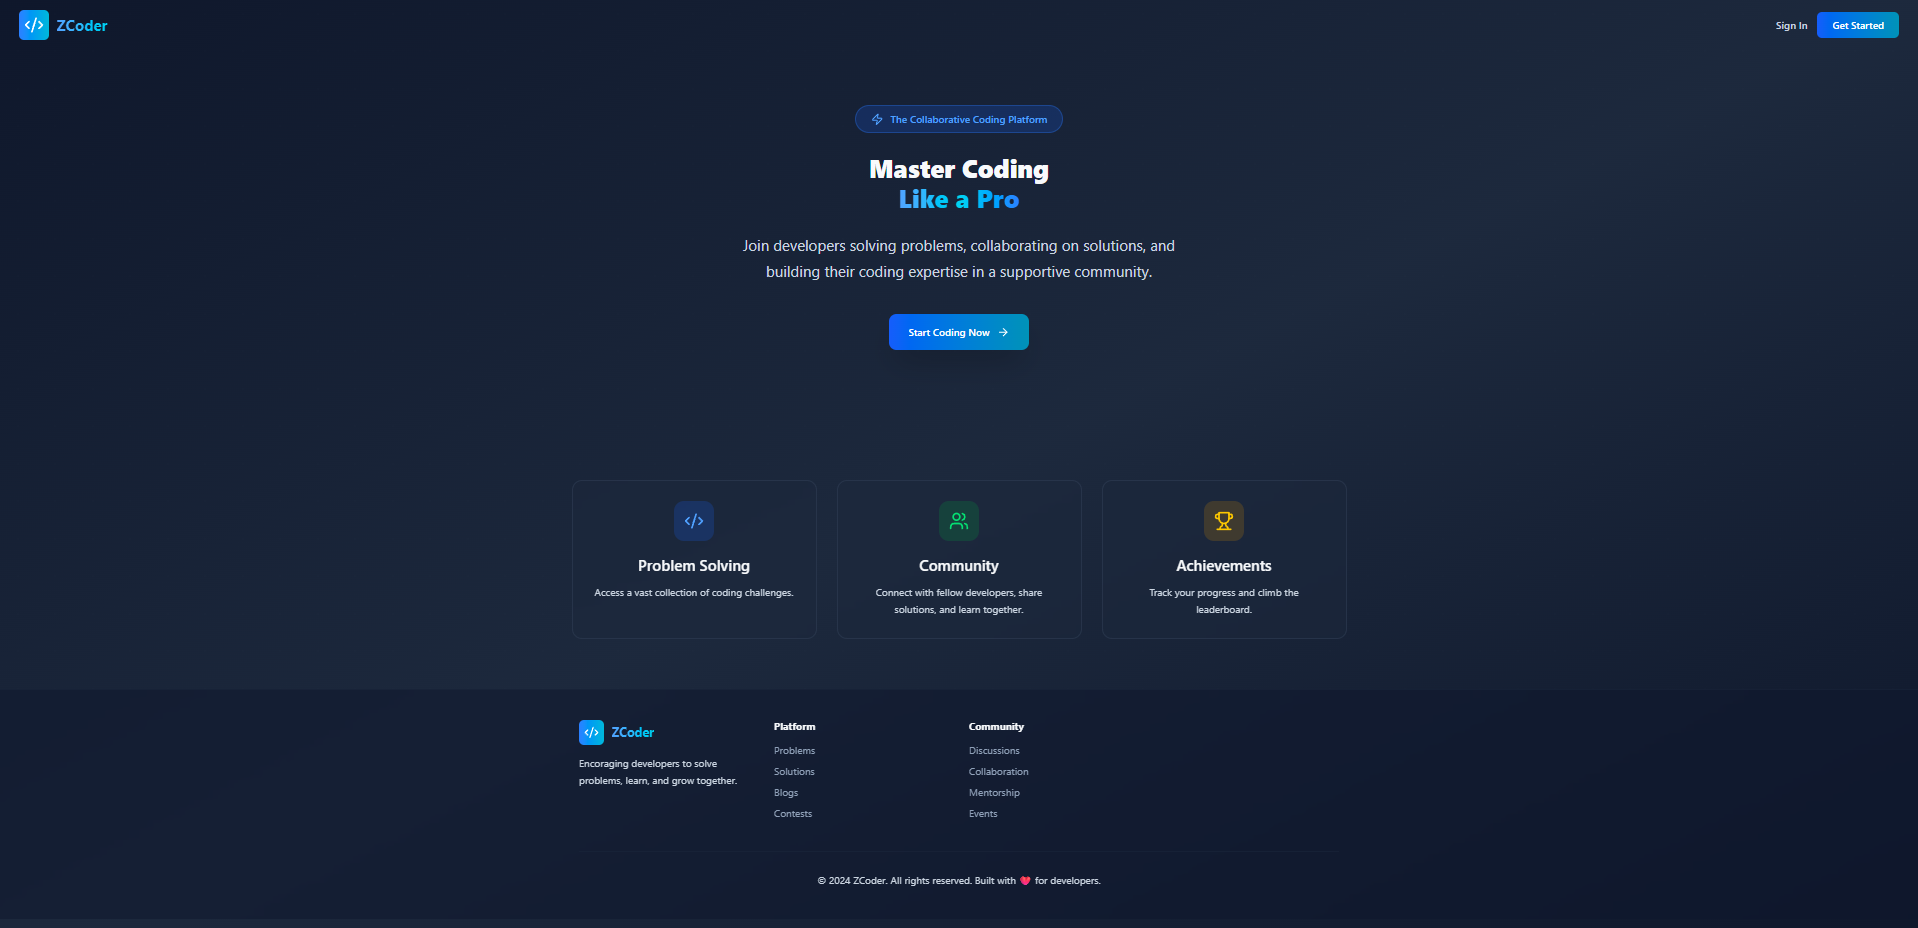 ZCoder
Sign In
Get Started
The Collaborative Coding Platform
Master Coding
Like a Pro
Join developers solving problems, collaborating on solutions, and
building their coding expertise in a supportive community.
Start Coding Now
Problem Solving
Access a vast collection of coding challenges.
Community
Connect with fellow developers, share
solutions, and learn together.
Achievements
Track your progress and climb the
leaderboard.
ZCoder
Encoraging developers to solve
problems, learn, and grow together.
Platform
Problems
Solutions
Blogs
Contests
Community
Discussions
Collaboration
Mentorship
Events
© 2024 ZCoder. All rights reserved. Built with ❤️ for developers.